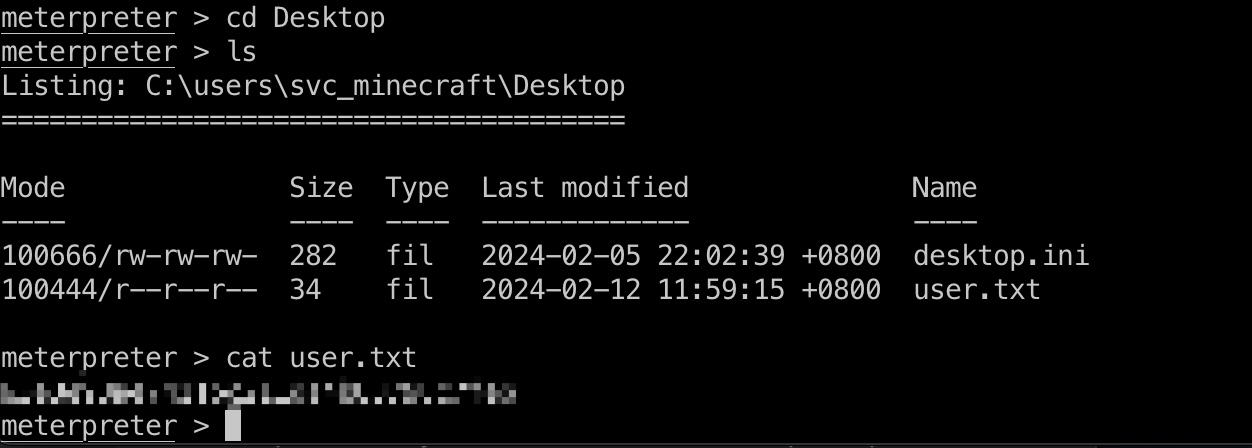 meterpreter > cd Desktop
meterpreter > ls
Listing: C:\users\svc_minecraft\Desktop
=======================================
Mode Size Type Last modified Name
---- ---- ---- ------------- ----
100666/rw-rw-rw- 282 fil 2024-02-05 22:02:39 +0800 desktop.ini
100444/r--r--r-- 34 fil 2024-02-12 11:59:15 +0800 user.txt
meterpreter > cat user.txt
meterpreter >